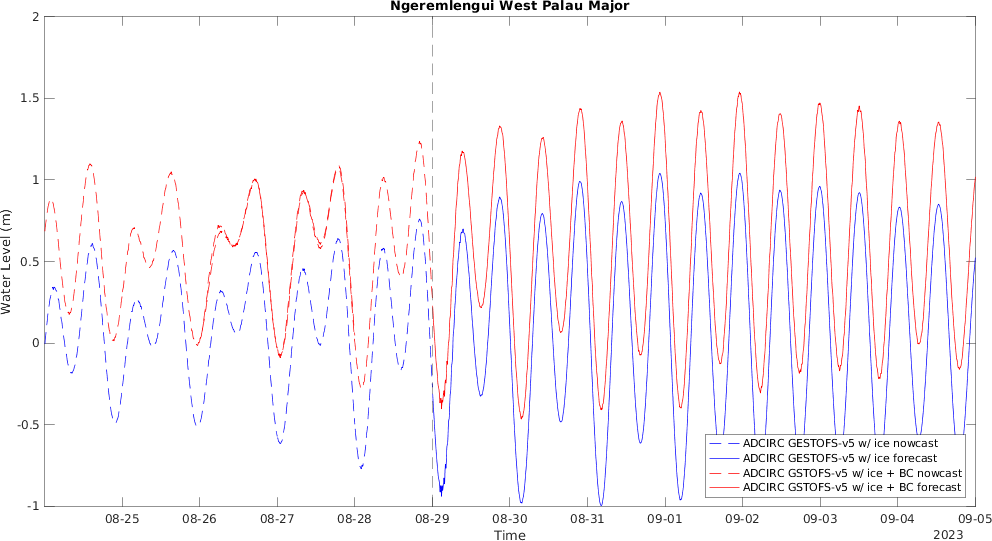 Ngeremlengui West Palau Major
Water Level (m)
2
1.5
1
0.5
0
-0.5
-1
ADCIRC GESTOFS-v5 w/ ice nowcast
ADCIRC GESTOFS-v5 w/ ice forecast
ADCIRC GSTOFS-v5 w/ ice + BC nowcast
ADCIRC GSTOFS-v5 w/ ice + BC forecast
08-25 08-26 08-27 08-28 08-29 08-30 08-31 09-01 09-02 09-03 09-04 09-05
Time
2023